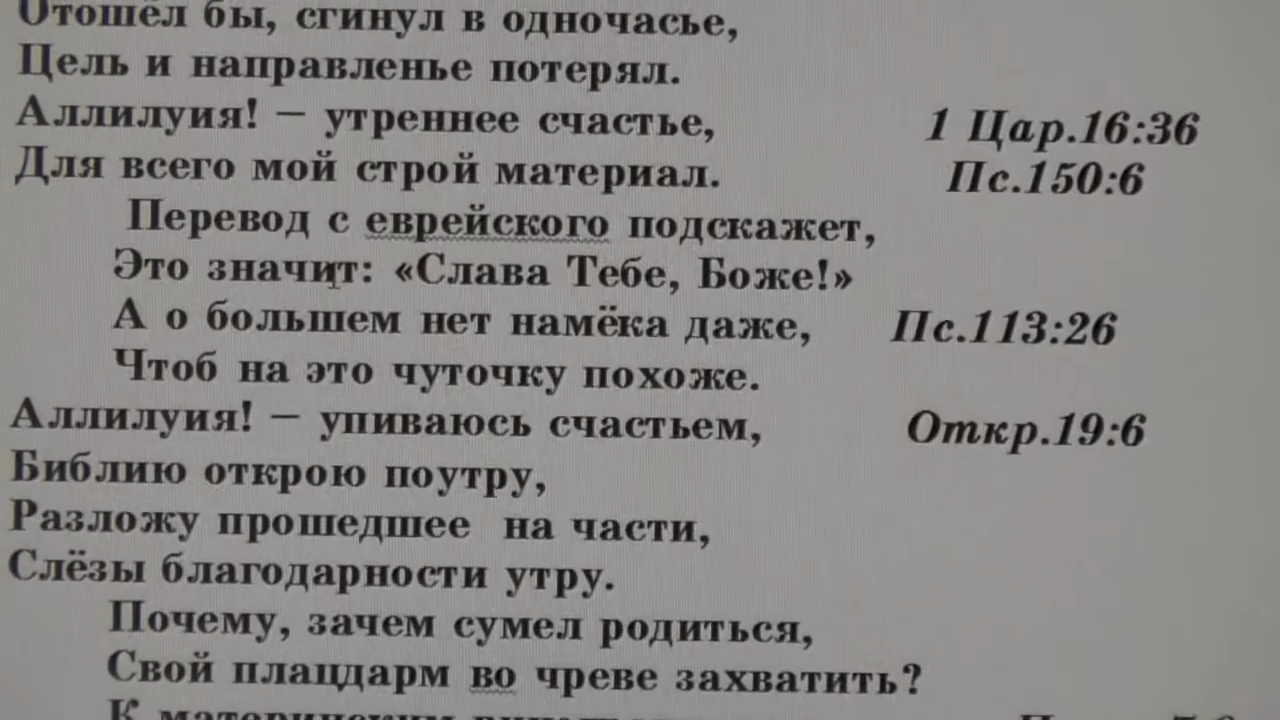 Отошёл бы, сгинул в одночасье,
Цель и направленье потерял.
Аллилуия! – утреннее счастье, 1 Цар.16:36
Для всего мой строй материал. Пс.150:6
Перевод с еврейского подскажет,
Это значит: «Слава Тебе, Боже!»
А о большем нет намёка даже, Пс.113:26
Чтоб на это чуточку похоже.
Аллилуия! – упиваюсь счастьем, Откр.19:6
Библию открою поутру,
Разложу прошедшее на части,
Слёзы благодарности утру.
Почему, зачем сумел родиться,
Свой плацдарм во чреве захватить?
К